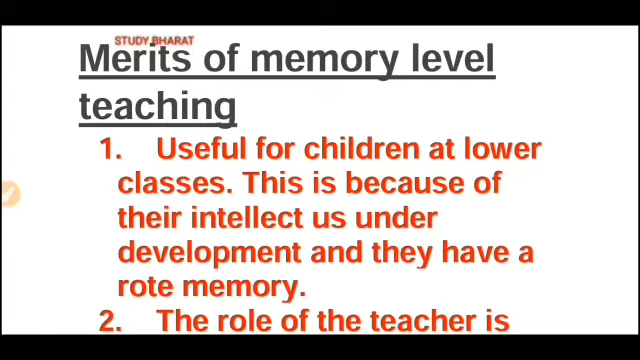 STUDY BHARAT
Merits of memory level
teaching
1. Useful for children at lower
classes. This is because of
their intellect us under
development and they have a
rote memory.
2. The role of the teacher is